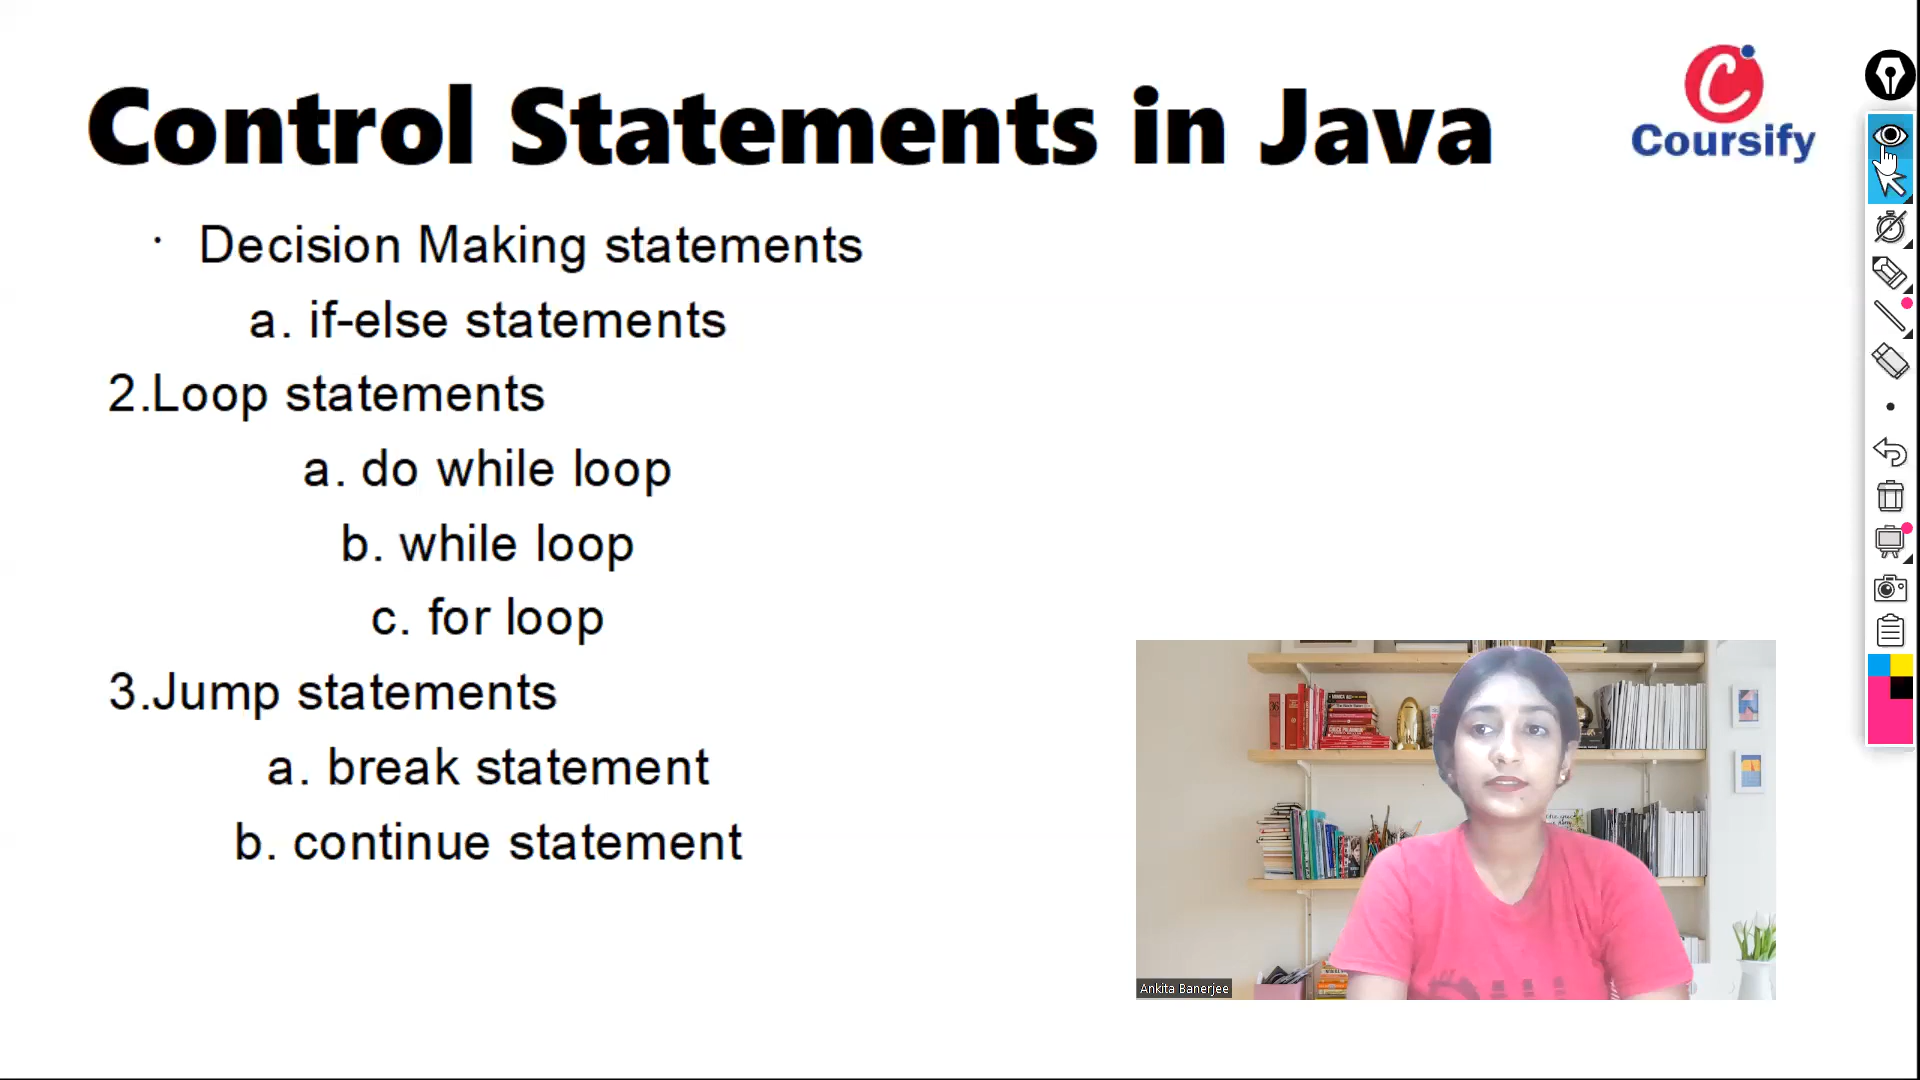 Control Statements in Java
C
Coursify
· Decision Making statements
a. if-else statements
2.Loop statements
a. do while loop
b. while loop
c. for loop
3.Jump statements
a. break statement
b. continue statement
Ankita Banerjee